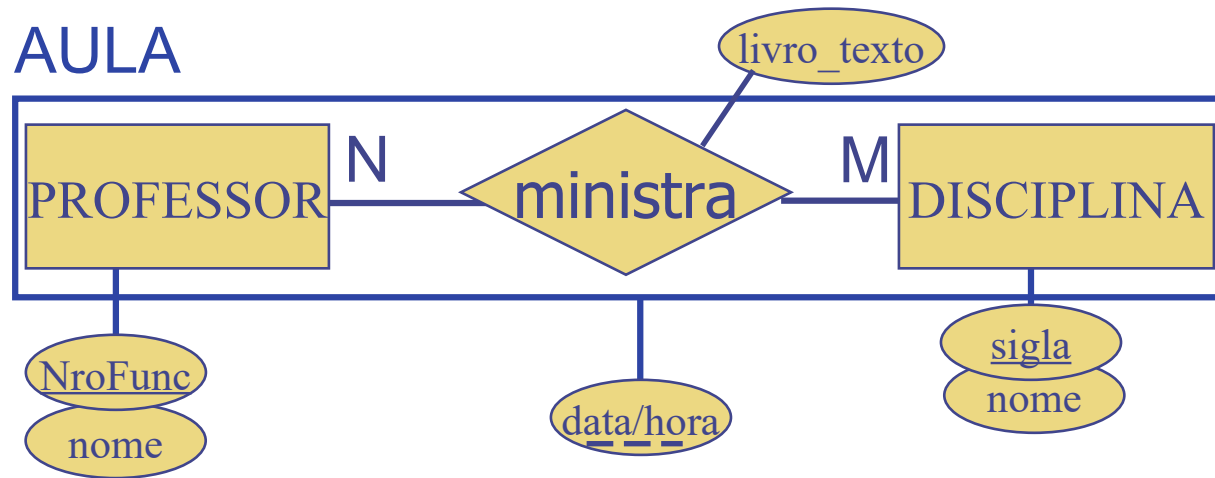 AULA
livro_texto
PROFESSOR
N
ministra
M
DISCIPLINA
NroFunc
nome
data/hora
sigla
nome